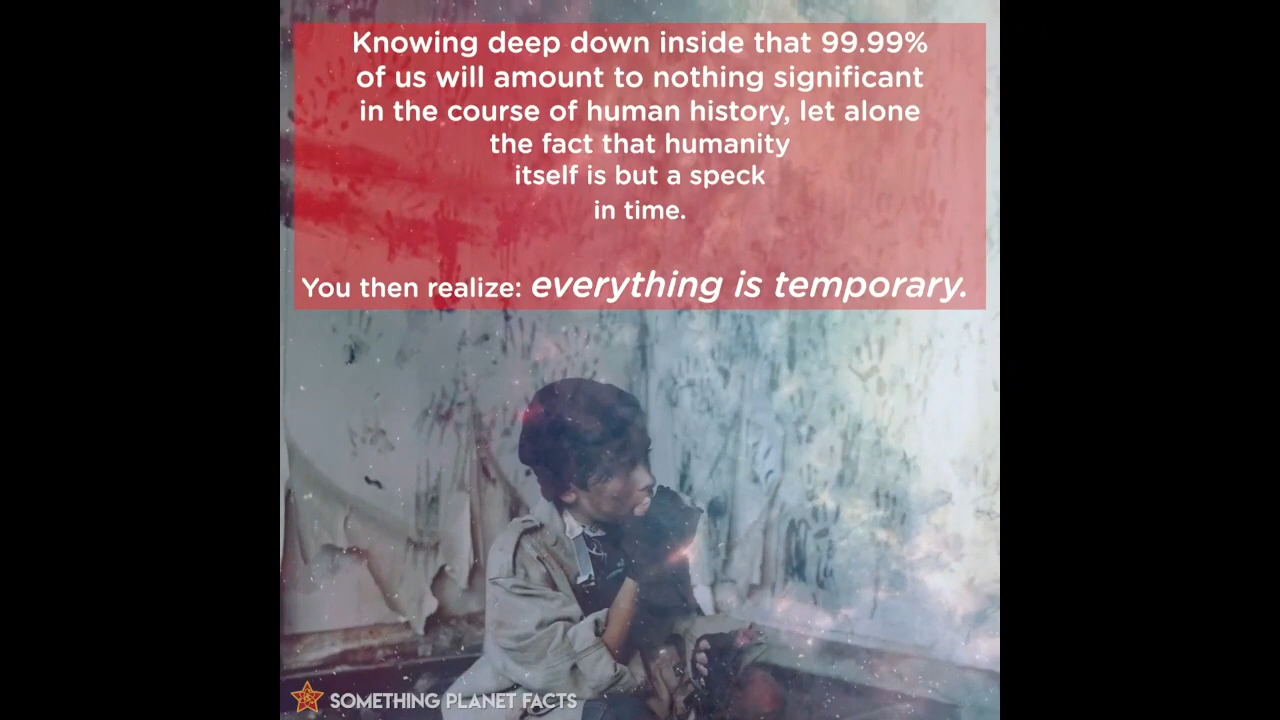 Knowing deep down inside that 99.99%
of us will amount to nothing significant
in the course of human history, let alone
the fact that humanity
itself is but a speck
in time.
You then realize: everything is temporary.
SOMETHING PLANET FACTS